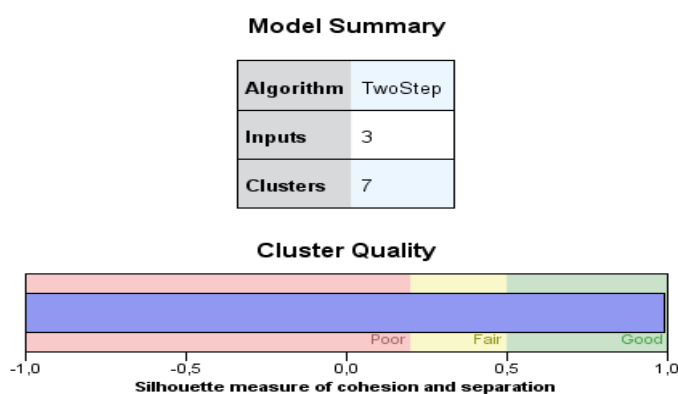 Model Summary
Algorithm TwoStep
Inputs 3
Clusters 7
Cluster Quality
Poor Fair Good
-1,0 -0,5 0,0 0,5 1,0
Silhouette measure of cohesion and separation